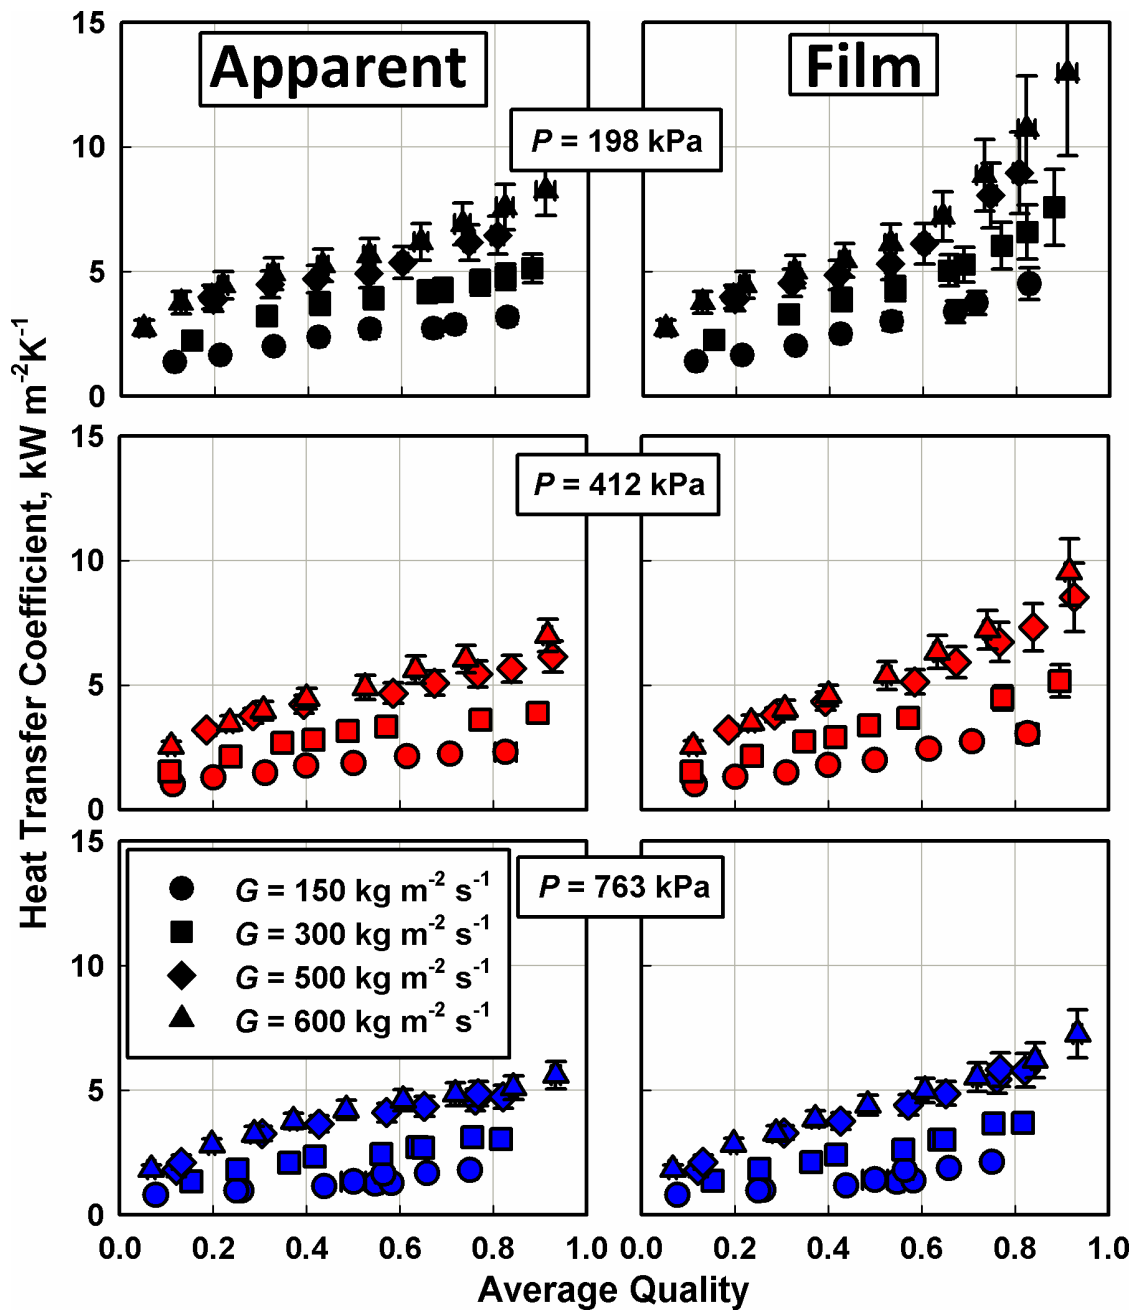 Heat Transfer Coefficient, kW m⁻²K⁻¹
Apparent
Film
P = 198 kPa
15
10
5
0
P = 412 kPa
15
10
5
0
P = 763 kPa
15
10
5
0
G = 150 kg m⁻² s⁻¹
G = 300 kg m⁻² s⁻¹
G = 500 kg m⁻² s⁻¹
G = 600 kg m⁻² s⁻¹
0.0 0.2 0.4 0.6 0.8 1.0 0.0 0.2 0.4 0.6 0.8 1.0
Average Quality